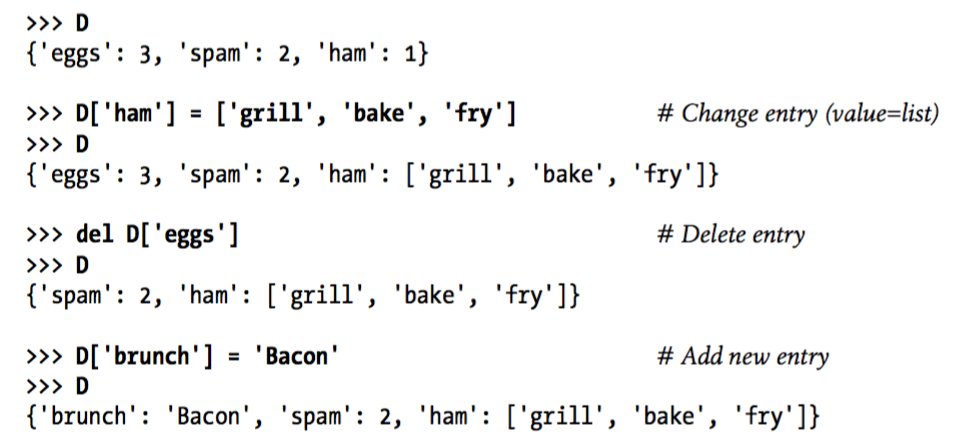 >>> D
{'eggs': 3, 'spam': 2, 'ham': 1}
>>> D['ham'] = ['grill', 'bake', 'fry'] # Change entry (value=list)
>>> D
{'eggs': 3, 'spam': 2, 'ham': ['grill', 'bake', 'fry']}
>>> del D['eggs'] # Delete entry
>>> D
{'spam': 2, 'ham': ['grill', 'bake', 'fry']}
>>> D['brunch'] = 'Bacon' # Add new entry
>>> D
{'brunch': 'Bacon', 'spam': 2, 'ham': ['grill', 'bake', 'fry']}